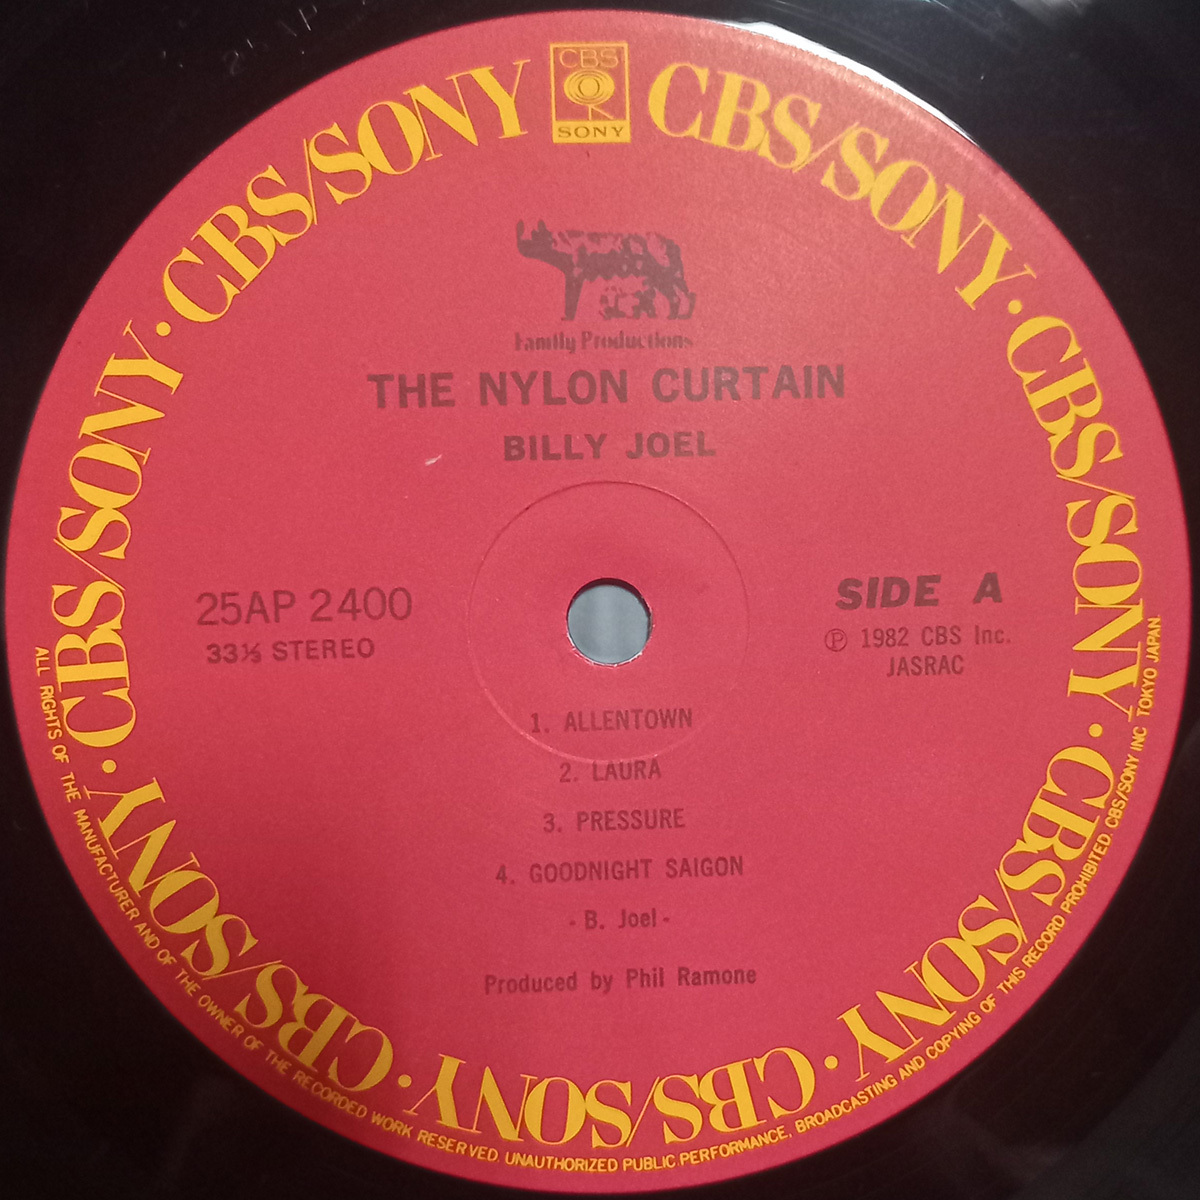 CBS
SONY
CBS/SONY · CBS/SONY · CBS/SONY · CBS/SONY · CBS/SONY · CBS/SONY · CBS/SONY · CBS/SONY
Family Productions
THE NYLON CURTAIN
BILLY JOEL
25AP 2400
33⅓ STEREO
SIDE A
℗ 1982 CBS Inc.
JASRAC
1. ALLENTOWN
2. LAURA
3. PRESSURE
4. GOODNIGHT SAIGON
- B. Joel -
Produced by Phil Ramone
ALL RIGHTS OF THE MANUFACTURER AND OF THE OWNER OF THE RECORDED WORK RESERVED. UNAUTHORIZED PUBLIC PERFORMANCE, BROADCASTING AND COPYING OF THIS RECORD PROHIBITED. CBS/SONY INC TOKYO JAPAN.